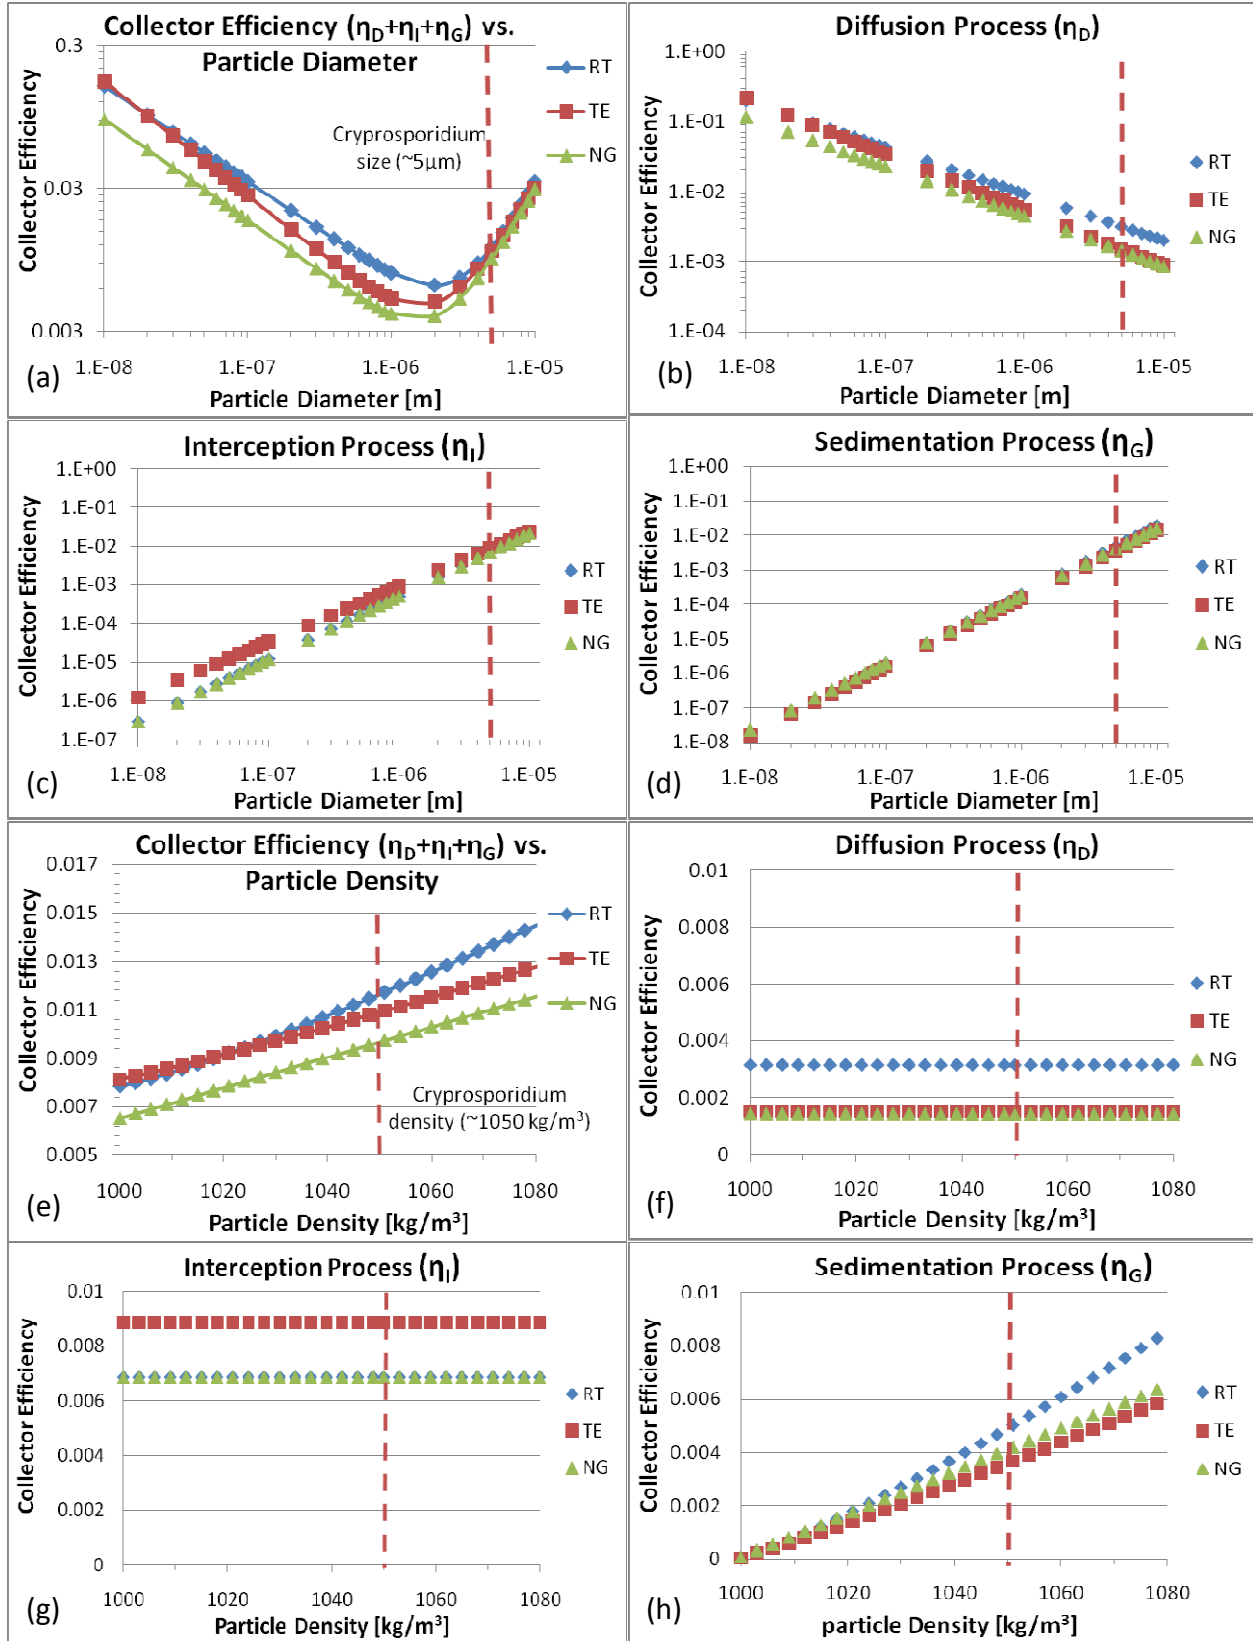 Collector Efficiency (ηD+ηI+ηG) vs.
Particle Diameter
0.3
0.03
0.003
Collector Efficiency
Cryprosporidium
size (~5µm)
RT
TE
NG
1.E-08 1.E-07 1.E-06 1.E-05
(a)
Particle Diameter [m]
Diffusion Process (ηD)
1.E+00
1.E-01
1.E-02
1.E-03
1.E-04
Collector Efficiency
RT
TE
NG
1.E-08 1.E-07 1.E-06 1.E-05
(b)
Particle Diameter [m]
Interception Process (ηI)
1.E+00
1.E-01
1.E-02
1.E-03
1.E-04
1.E-05
1.E-06
1.E-07
Collector Efficiency
RT
TE
NG
1.E-08 1.E-07 1.E-06 1.E-05
(c)
Particle Diameter [m]
Sedimentation Process (ηG)
1.E+00
1.E-01
1.E-02
1.E-03
1.E-04
1.E-05
1.E-06
1.E-07
1.E-08
Collector Efficiency
RT
TE
NG
1.E-08 1.E-07 1.E-06 1.E-05
(d)
Particle Diameter [m]
Collector Efficiency (ηD+ηI+ηG) vs.
Particle Density
0.017
0.015
0.013
0.011
0.009
0.007
0.005
Collector Efficiency
RT
TE
NG
Cryprosporidium
density (~1050 kg/m³)
1000 1020 1040 1060 1080
(e)
Particle Density [kg/m³]
Diffusion Process (ηD)
0.01
0.008
0.006
0.004
0.002
0
Collector Efficiency
RT
TE
NG
1000 1020 1040 1060 1080
(f)
Particle Density [kg/m³]
Interception Process (ηI)
0.01
0.008
0.006
0.004
0.002
0
Collector Efficiency
RT
TE
NG
1000 1020 1040 1060 1080
(g)
Particle Density [kg/m³]
Sedimentation Process (ηG)
0.01
0.008
0.006
0.004
0.002
0
Collector Efficiency
RT
TE
NG
1000 1020 1040 1060 1080
(h)
particle Density [kg/m³]